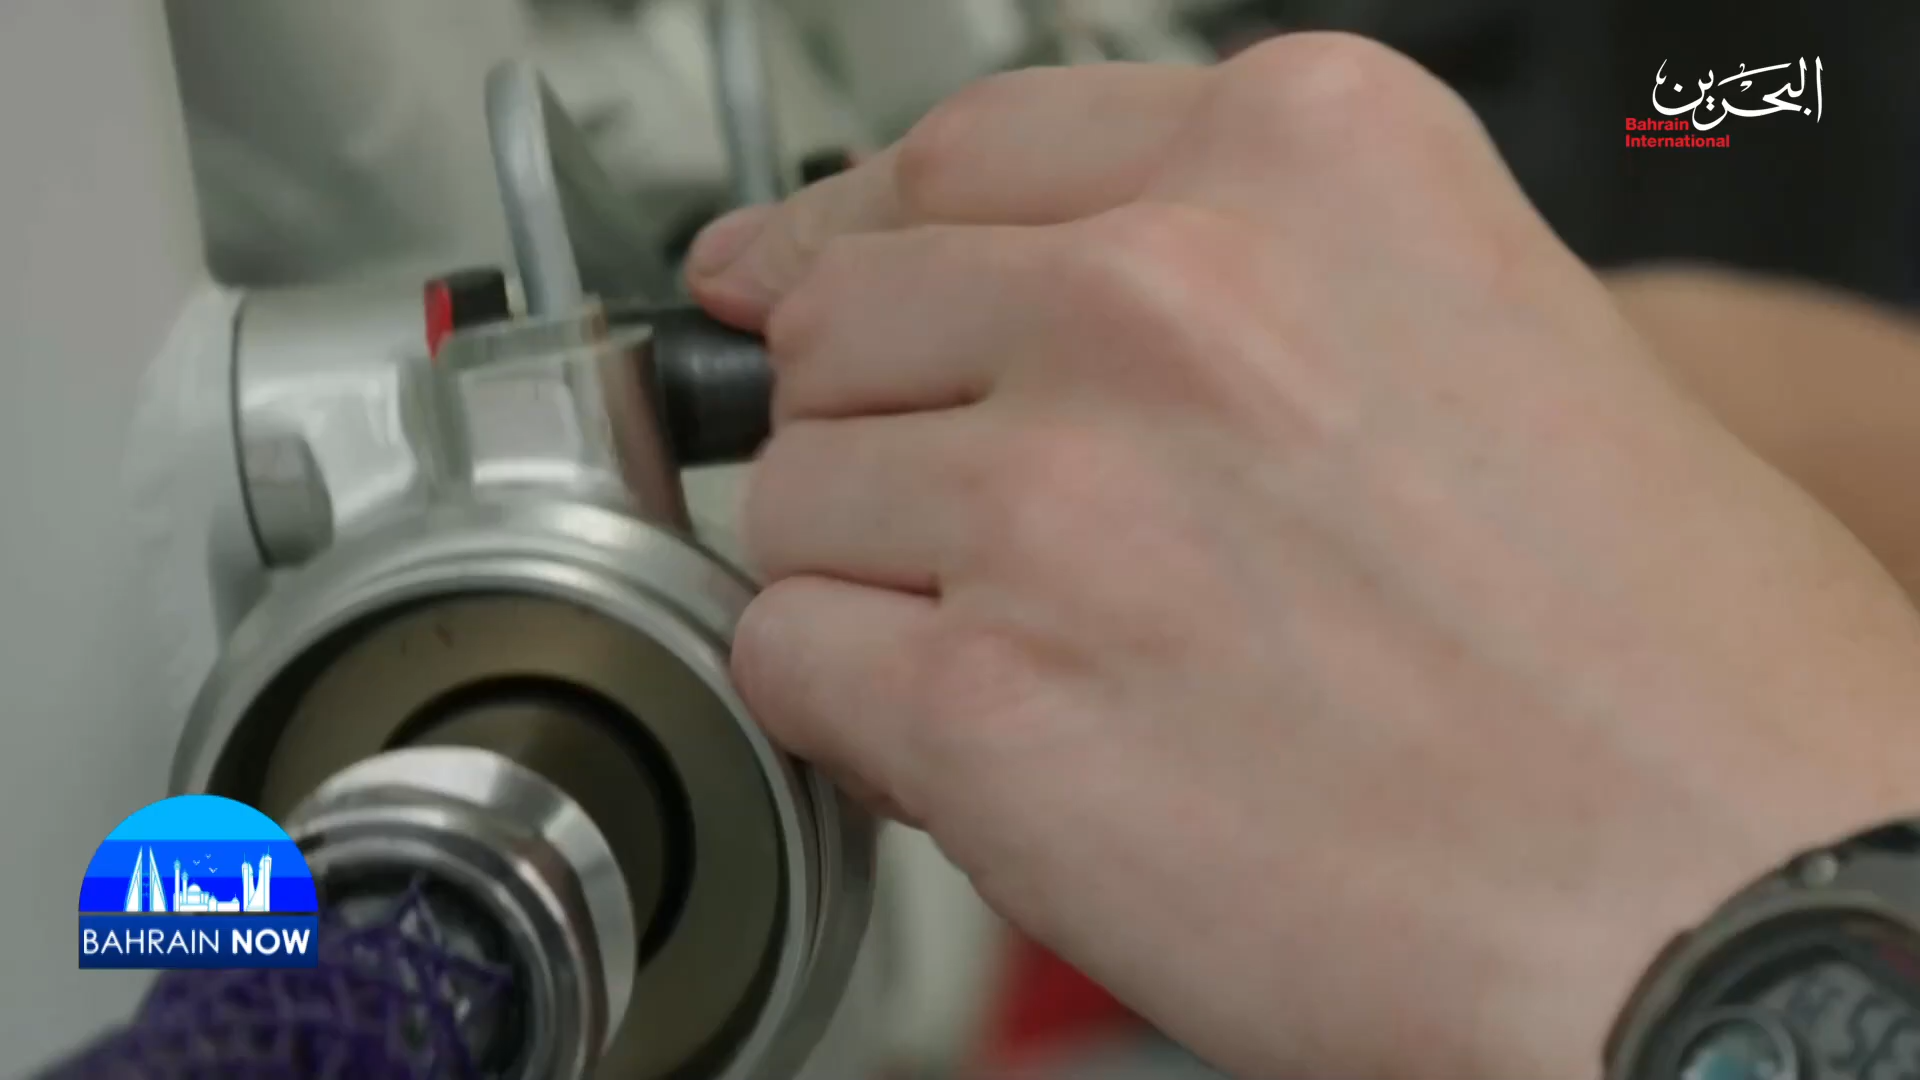 البحرين
Bahrain
International
BAHRAIN NOW